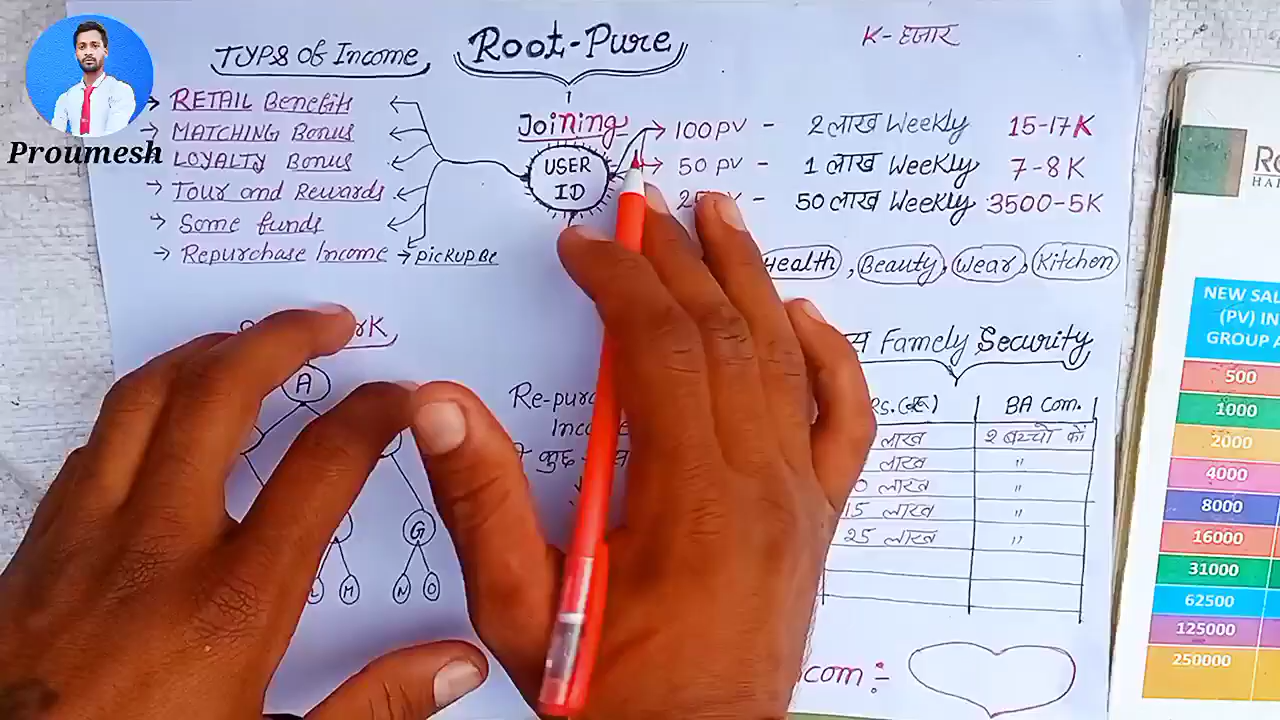 Root-Pure
K-हजार
TYPS Of Income
Joining
→ RETAIL Benefits
→ MATCHING Bonus
→ LOYALTY Bonus
→ Tour and Rewards
→ Some funds
→ Repurchase Income → pickup Be
Proumesh
USER
ID
→ 100 PV - 2 लाख Weekly 15-17K
→ 50 PV - 1 लाख Weekly 7-8K
- 50 लाख Weekly 3500-5K
Health, Beauty, Wear, Kitchen
A
G
M
O
Famely Security
BA Com.
लाख 2 बच्चो को
लाख "
लाख "
15 लाख "
25 लाख "
com :-
NEW SAL
(PV) IN
GROUP A
500
1000
2000
4000
8000
16000
31000
62500
125000
250000